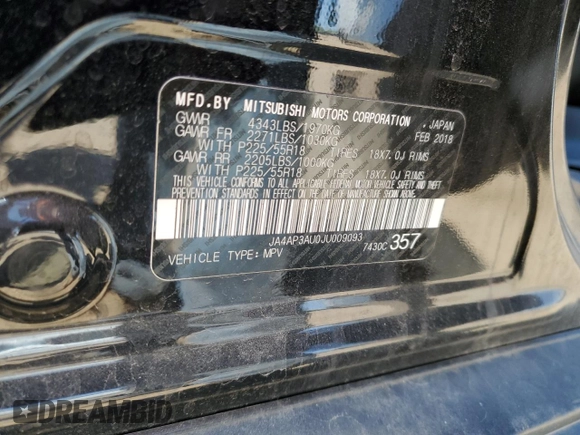 MFD.BY MITSUBISHI MOTORS CORPORATION, JAPAN
GVWR 4343LBS/1970KG FEB 2018
GAWR FR 2271LBS/1030KG
WITH P225/55R18 TIRES 18X7.0J RIMS
GAWR RR 2205LBS/1000KG
WITH P225/55R18 TIRES 18X7.0J RIMS
THIS VEHICLE CONFORMS TO ALL APPLICABLE FEDERAL MOTOR VEHICLE SAFETY AND THEFT
PREVENTION STANDARDS IN EFFECT ON THE DATE OF MANUFACTURE SHOWN ABOVE.
JA4AP3AU0JU009093
VEHICLE TYPE: MPV 7430C 357
DREAMBID